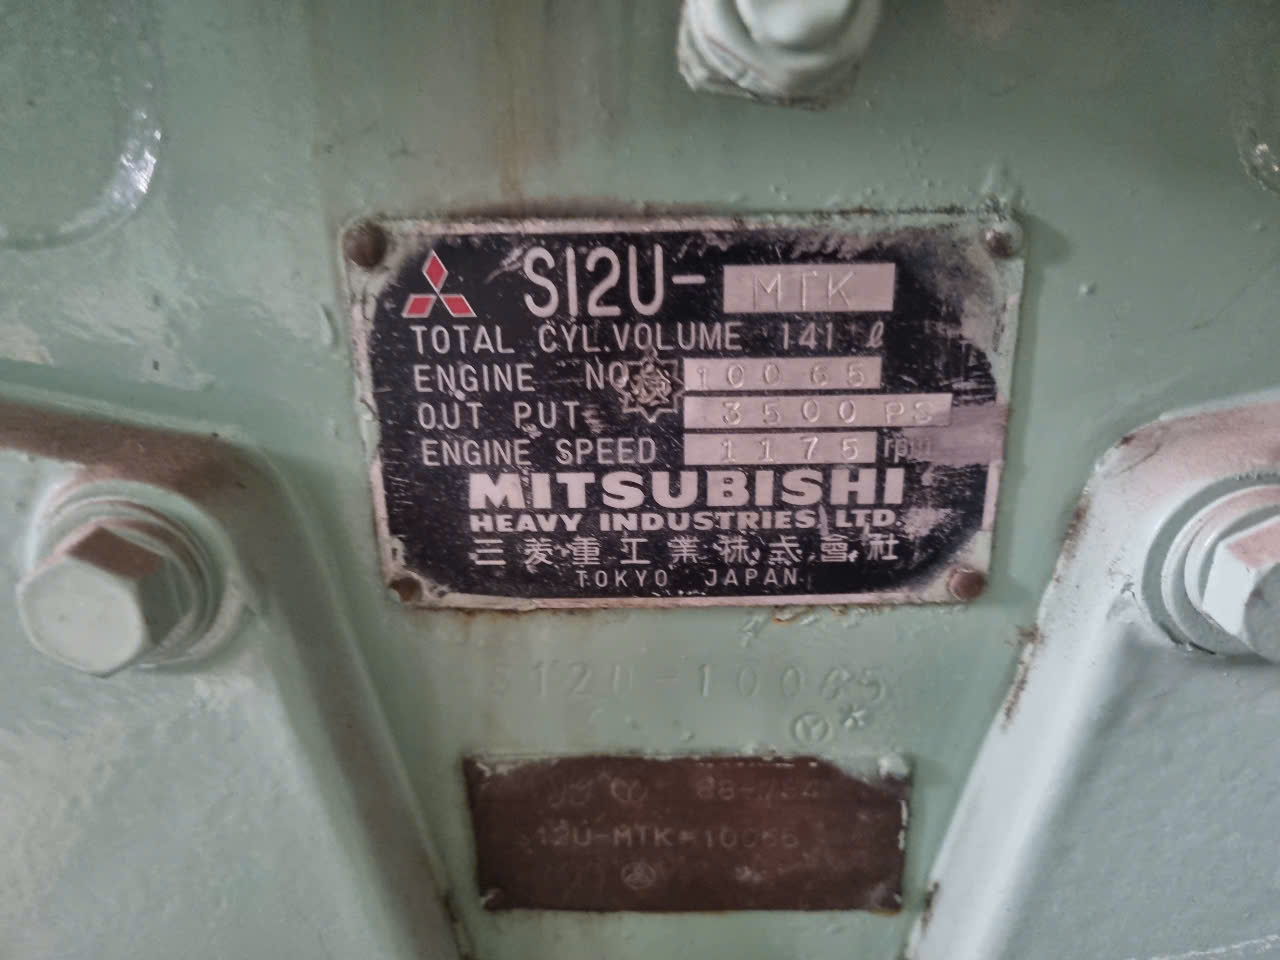 S12U- MTK
TOTAL CYL.VOLUME 141 ℓ
ENGINE NO 検 10065
OUT PUT 3500 PS
ENGINE SPEED 1175 rpm
MITSUBISHI
HEAVY INDUSTRIES, LTD.
三菱重工業株式會社
TOKYO JAPAN
S12U-10065
12U-MTK